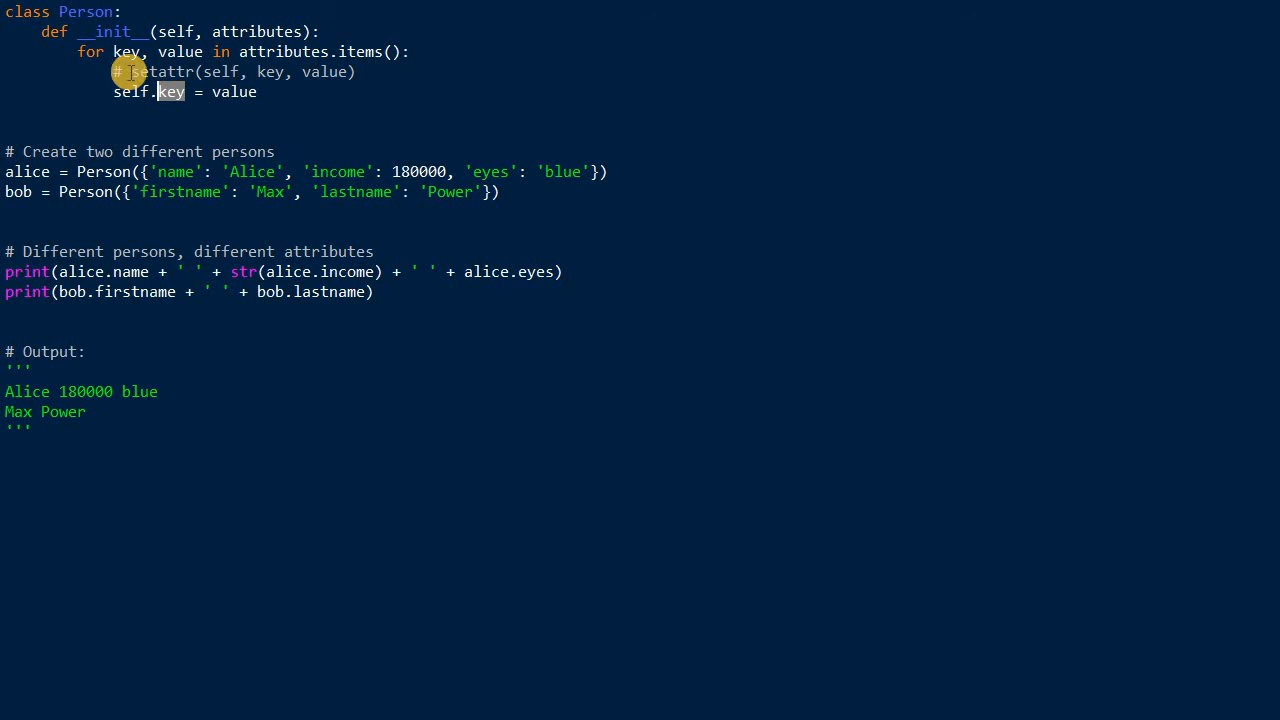 class Person:
    def __init__(self, attributes):
        for key, value in attributes.items():
            # setattr(self, key, value)
            self.key = value
# Create two different persons
alice = Person({'name': 'Alice', 'income': 180000, 'eyes': 'blue'})
bob = Person({'firstname': 'Max', 'lastname': 'Power'})
# Different persons, different attributes
print(alice.name + ' ' + str(alice.income) + ' ' + alice.eyes)
print(bob.firstname + ' ' + bob.lastname)
# Output:
'''
Alice 180000 blue
Max Power
'''